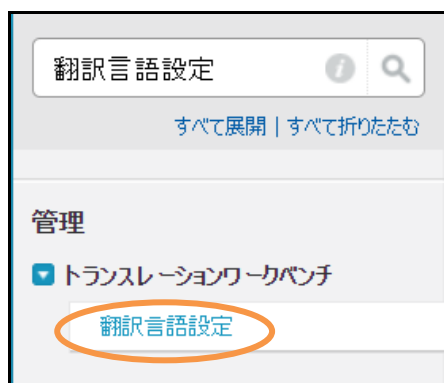 翻訳言語設定
すべて展開 | すべて折りたたむ
管理
トランスレーションワークベンチ
翻訳言語設定